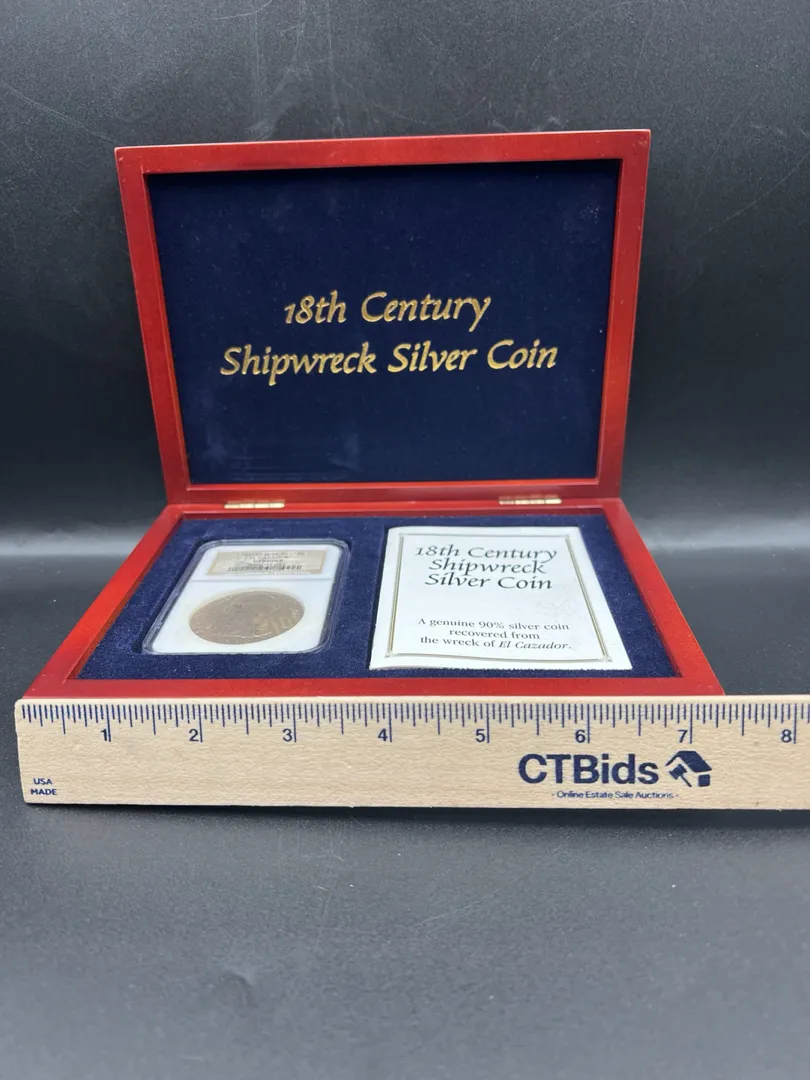 18th Century
Shipwreck Silver Coin
18th Century
Shipwreck
Silver Coin
A genuine 90% silver coin
recovered from
the wreck of El Cazador.
1 2 3 4 5 6 7 8
CTBids
Online Estate Sale Auctions
USA
MADE